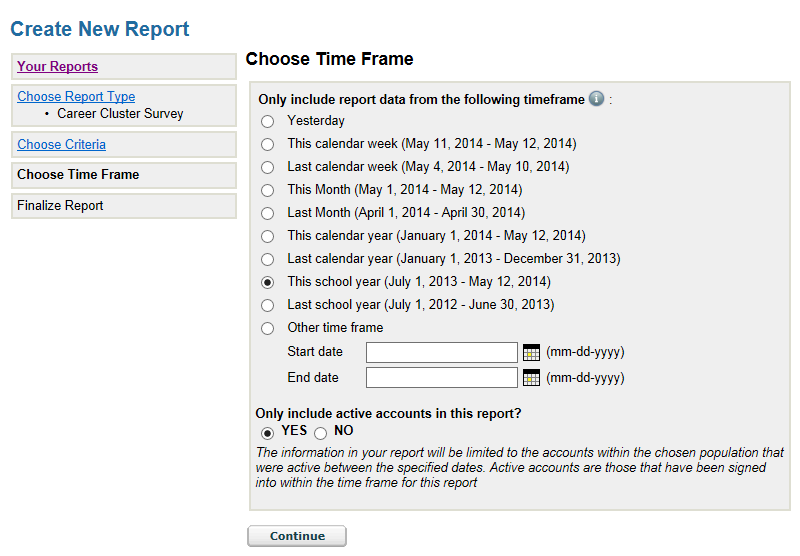 Create New Report
Your Reports
Choose Report Type
• Career Cluster Survey
Choose Criteria
Choose Time Frame
Finalize Report
Choose Time Frame
Only include report data from the following timeframe i :
Yesterday
This calendar week (May 11, 2014 - May 12, 2014)
Last calendar week (May 4, 2014 - May 10, 2014)
This Month (May 1, 2014 - May 12, 2014)
Last Month (April 1, 2014 - April 30, 2014)
This calendar year (January 1, 2014 - May 12, 2014)
Last calendar year (January 1, 2013 - December 31, 2013)
This school year (July 1, 2013 - May 12, 2014)
Last school year (July 1, 2012 - June 30, 2013)
Other time frame
Start date (mm-dd-yyyy)
End date (mm-dd-yyyy)
Only include active accounts in this report?
YES NO
The information in your report will be limited to the accounts within the chosen population that
were active between the specified dates. Active accounts are those that have been signed
into within the time frame for this report
Continue